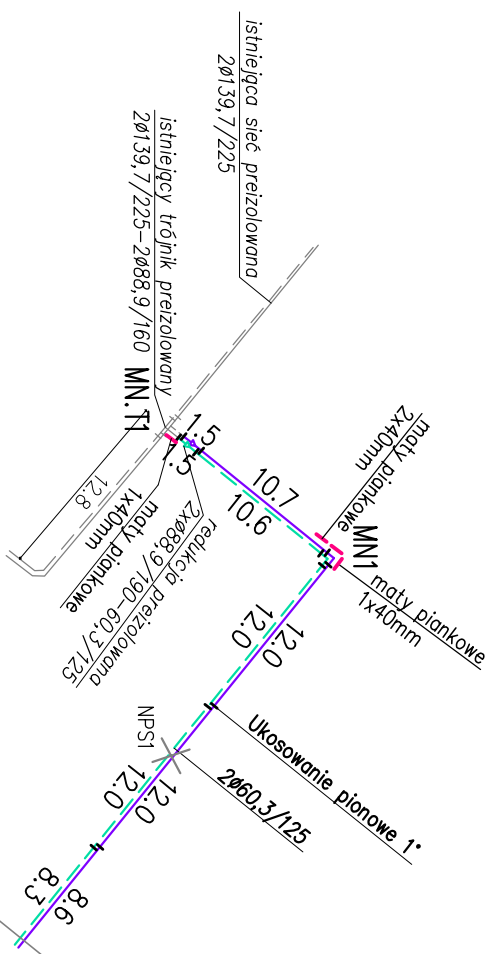 istniejąca sieć preizolowana
2ø139,7/225
istniejący trójnik preizolowany
2ø139,7/225-2ø88,9/160
MN.T1
12.8
1.5
1.5
maty piankowe
1x40mm
redukcja preizolowana
2xø88,9/190-60,3/125
10.7
10.6
maty piankowe
2x40mm
MN1
maty piankowe
1x40mm
12.0
12.0
Ukosowanie pionowe 1°
NPS1
2ø60,3/125
12.0
12.0
8.6
8.3